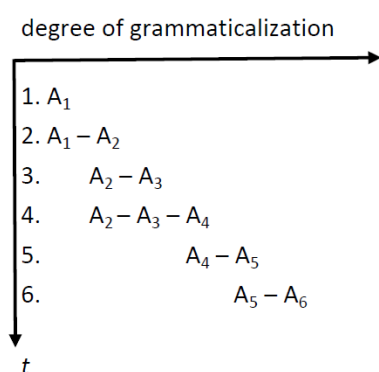 degree of grammaticalization
1. A₁
2. A₁ – A₂
3. A₂ – A₃
4. A₂ – A₃ – A₄
5. A₄ – A₅
6. A₅ – A₆
t